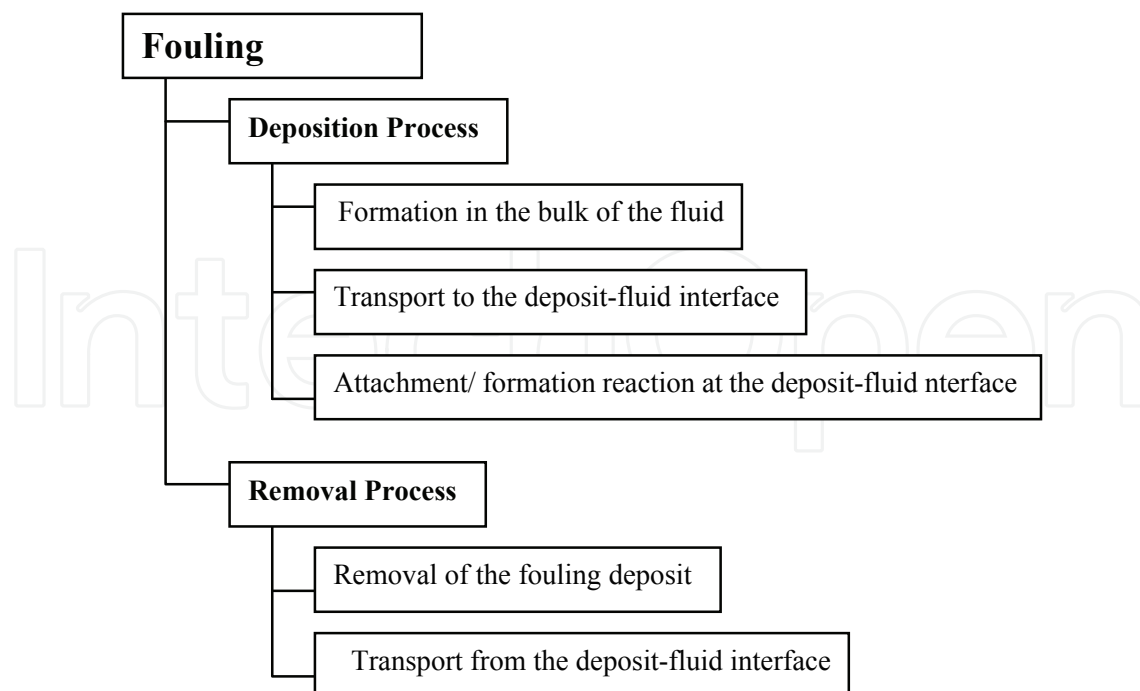 Fouling
Deposition Process
Formation in the bulk of the fluid
Transport to the deposit-fluid interface
Attachment/ formation reaction at the deposit-fluid nterface
Removal Process
Removal of the fouling deposit
Transport from the deposit-fluid interface
IntechOpen